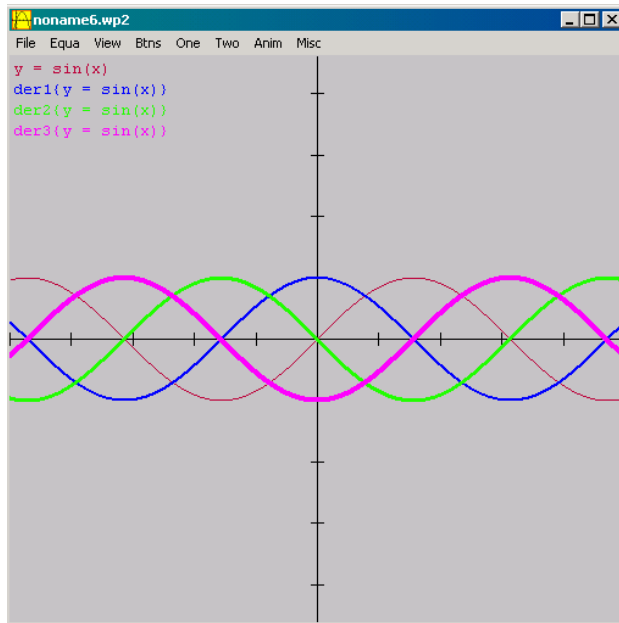 noname6.wp2
File Equa View Btns One Two Anim Misc
y = sin(x)
der1{y = sin(x)}
der2{y = sin(x)}
der3{y = sin(x)}